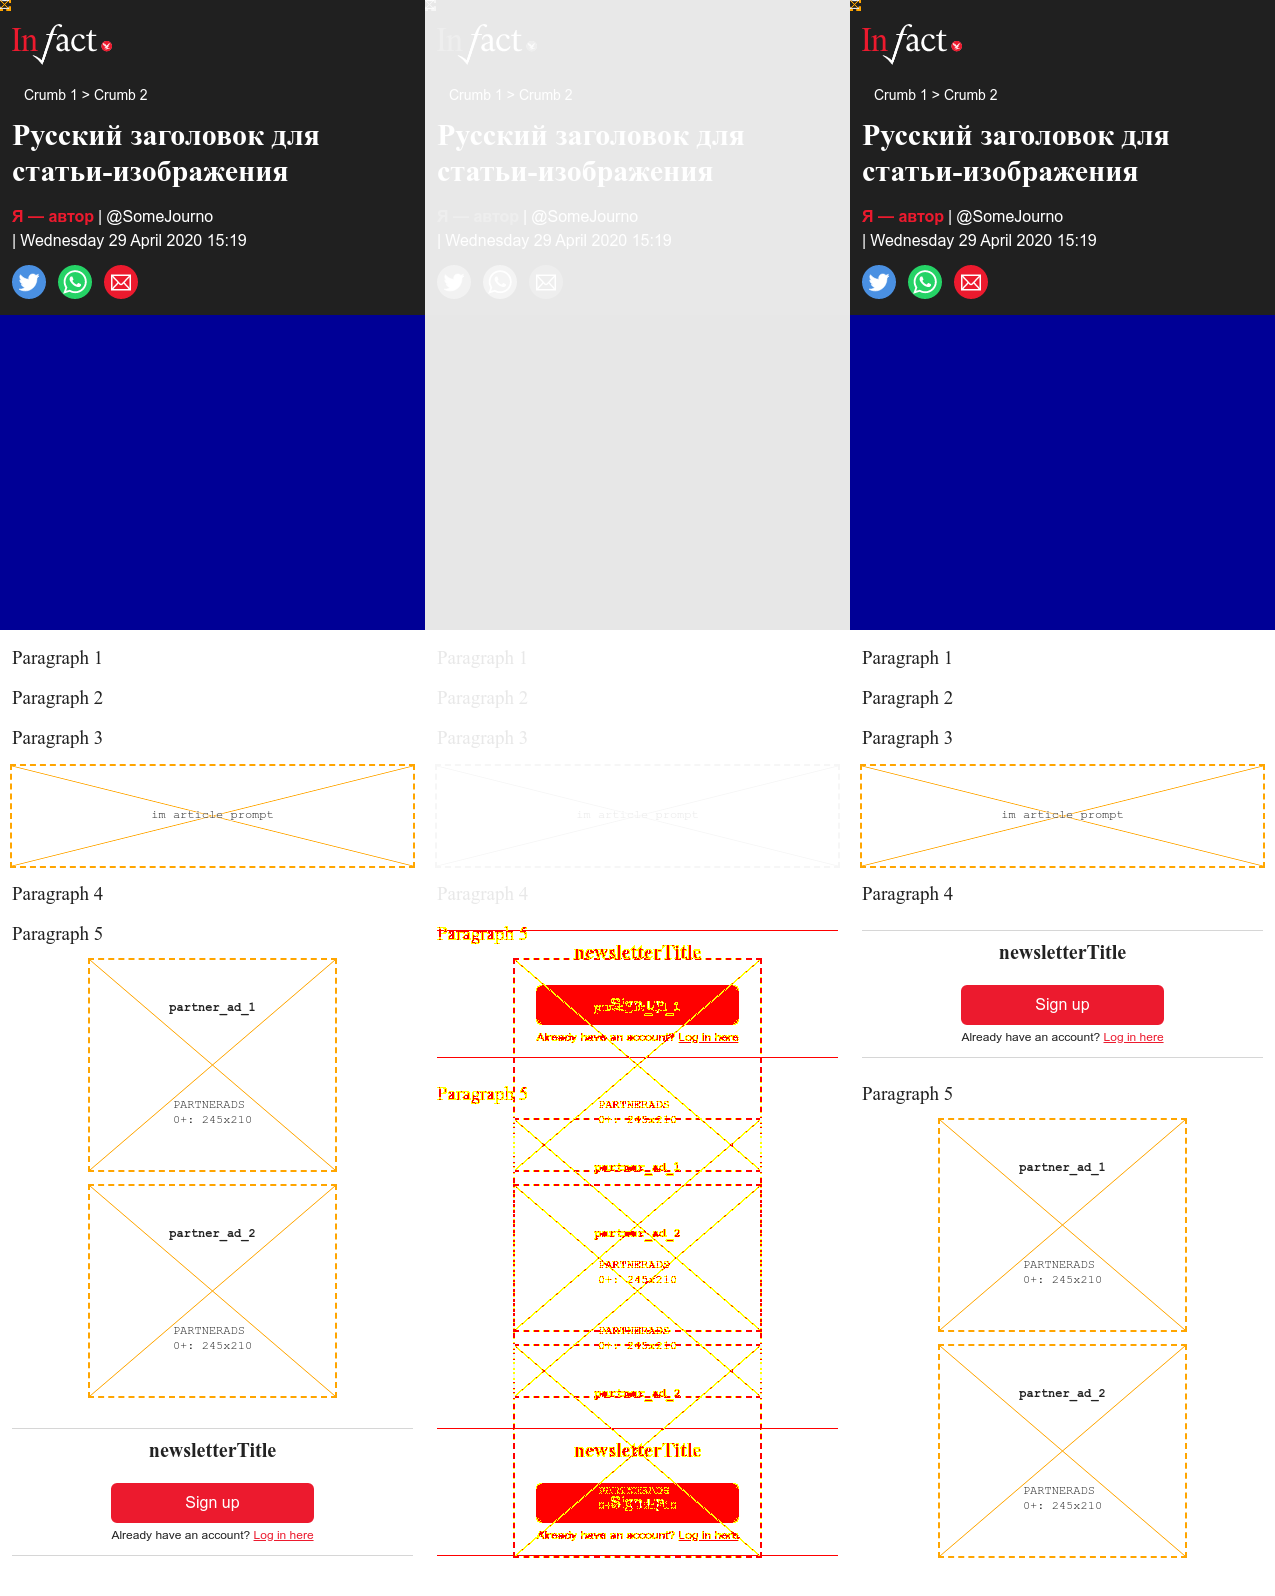 In fact.
Crumb 1 > Crumb 2
Русский заголовок для
статьи-изображения
Я — автор | @SomeJourno
| Wednesday 29 April 2020 15:19
Paragraph 1
Paragraph 2
Paragraph 3
im article prompt
Paragraph 4
Paragraph 5
partner_ad_1
PARTNERADS
0+: 245x210
partner_ad_2
PARTNERADS
0+: 245x210
newsletterTitle
Sign up
Already have an account? Log in here
In fact.
Crumb 1 > Crumb 2
Русский заголовок для
статьи-изображения
Я — автор | @SomeJourno
| Wednesday 29 April 2020 15:19
Paragraph 1
Paragraph 2
Paragraph 3
im article prompt
Paragraph 4
Paragraph 5
newsletterTitle
Sign up
partner_ad_1
Already have an account? Log in here
Paragraph 5
PARTNERADS
0+: 245x210
partner_ad_1
partner_ad_2
PARTNERADS
0+: 245x210
PARTNERADS
0+: 245x210
partner_ad_2
newsletterTitle
PARTNERADS
Sign up
Already have an account? Log in here
In fact.
Crumb 1 > Crumb 2
Русский заголовок для
статьи-изображения
Я — автор | @SomeJourno
| Wednesday 29 April 2020 15:19
Paragraph 1
Paragraph 2
Paragraph 3
im article prompt
Paragraph 4
newsletterTitle
Sign up
Already have an account? Log in here
Paragraph 5
partner_ad_1
PARTNERADS
0+: 245x210
partner_ad_2
PARTNERADS
0+: 245x210